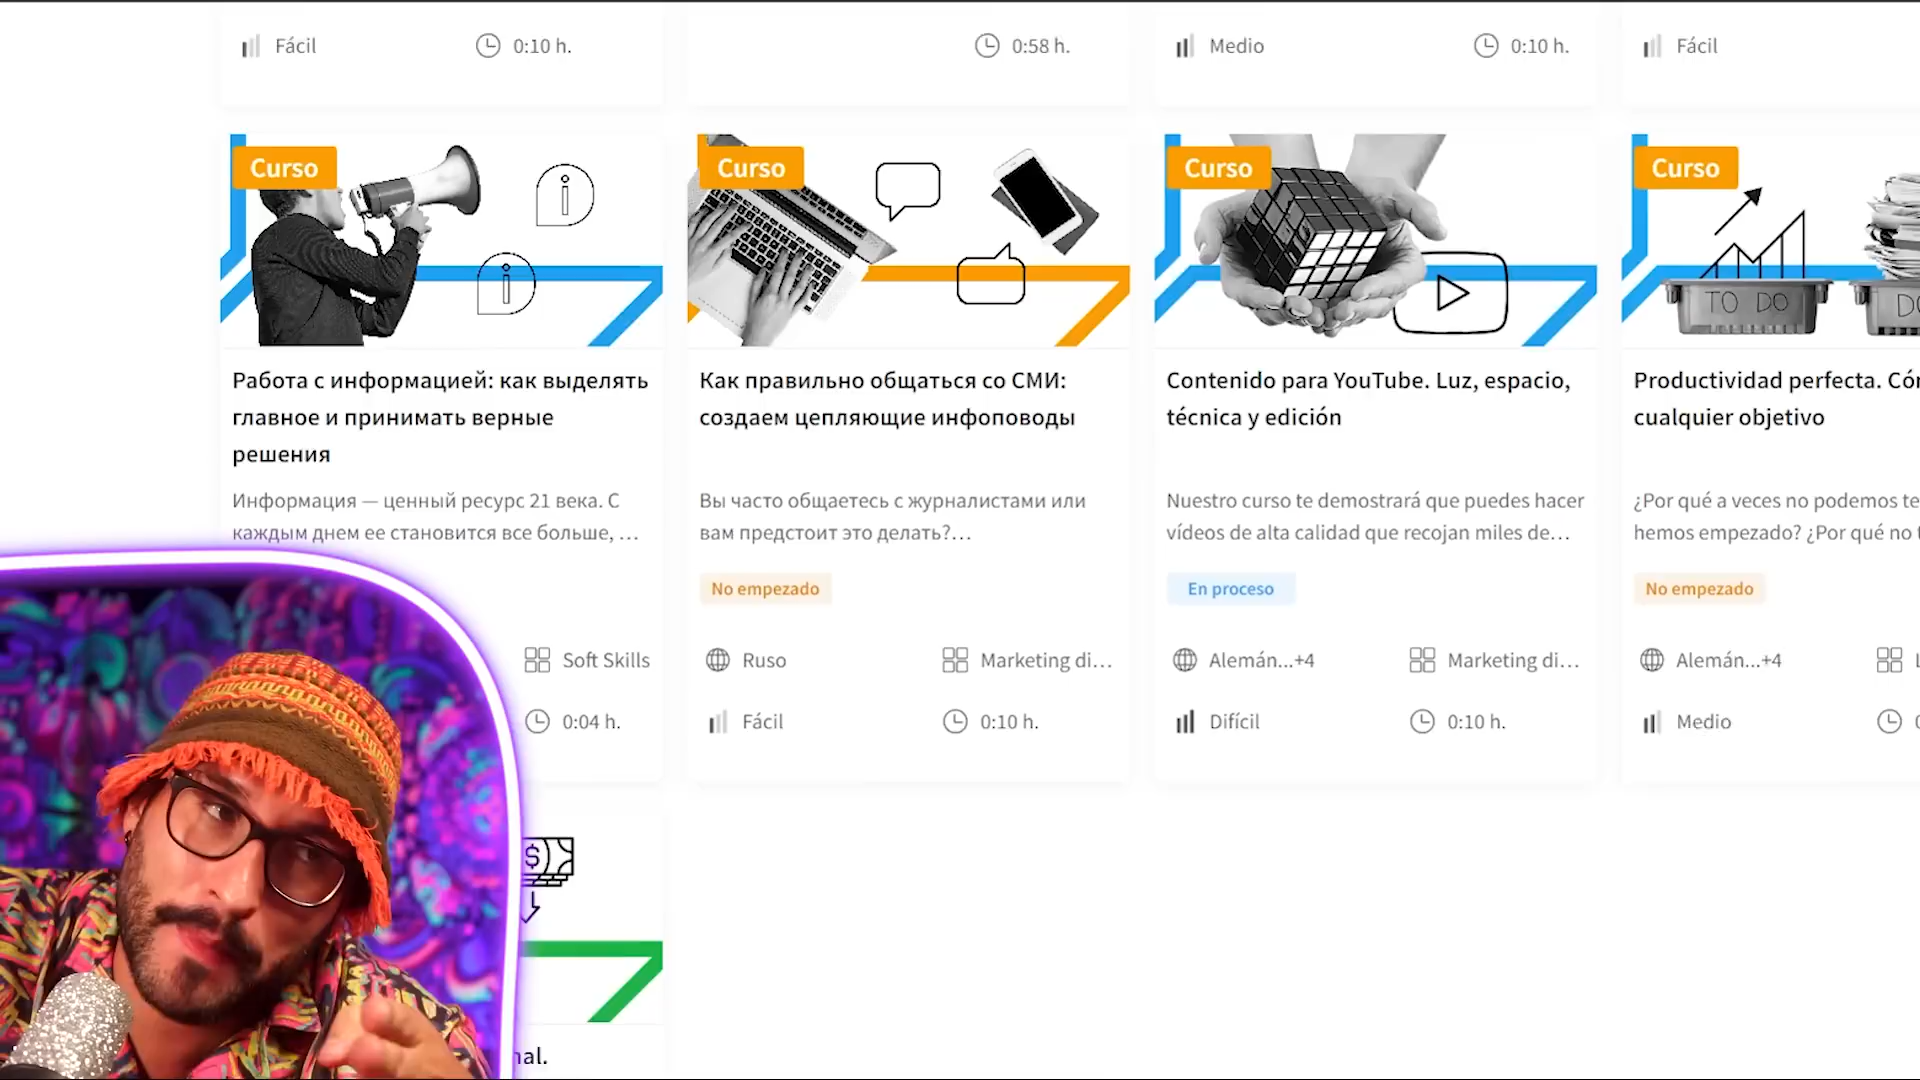 Fácil
0:10 h.
0:58 h.
Medio
0:10 h.
Fácil
Curso
Curso
Curso
Curso
TO DO
Работа с информацией: как выделять
главное и принимать верные
решения
Информация — ценный ресурс 21 века. С
каждым днем ее становится все больше, ...
Soft Skills
0:04 h.
Как правильно общаться со СМИ:
создаем цепляющие инфоповоды
Вы часто общаетесь с журналистами или
вам предстоит это делать?...
No empezado
Ruso
Marketing di...
Fácil
0:10 h.
Contenido para YouTube. Luz, espacio,
técnica y edición
Nuestro curso te demostrará que puedes hacer
vídeos de alta calidad que recojan miles de...
En proceso
Alemán...+4
Marketing di...
Difícil
0:10 h.
Productividad perfecta.
cualquier objetivo
¿Por qué a veces no podemos
hemos empezado? ¿Por qué no
No empezado
Alemán...+4
Medio